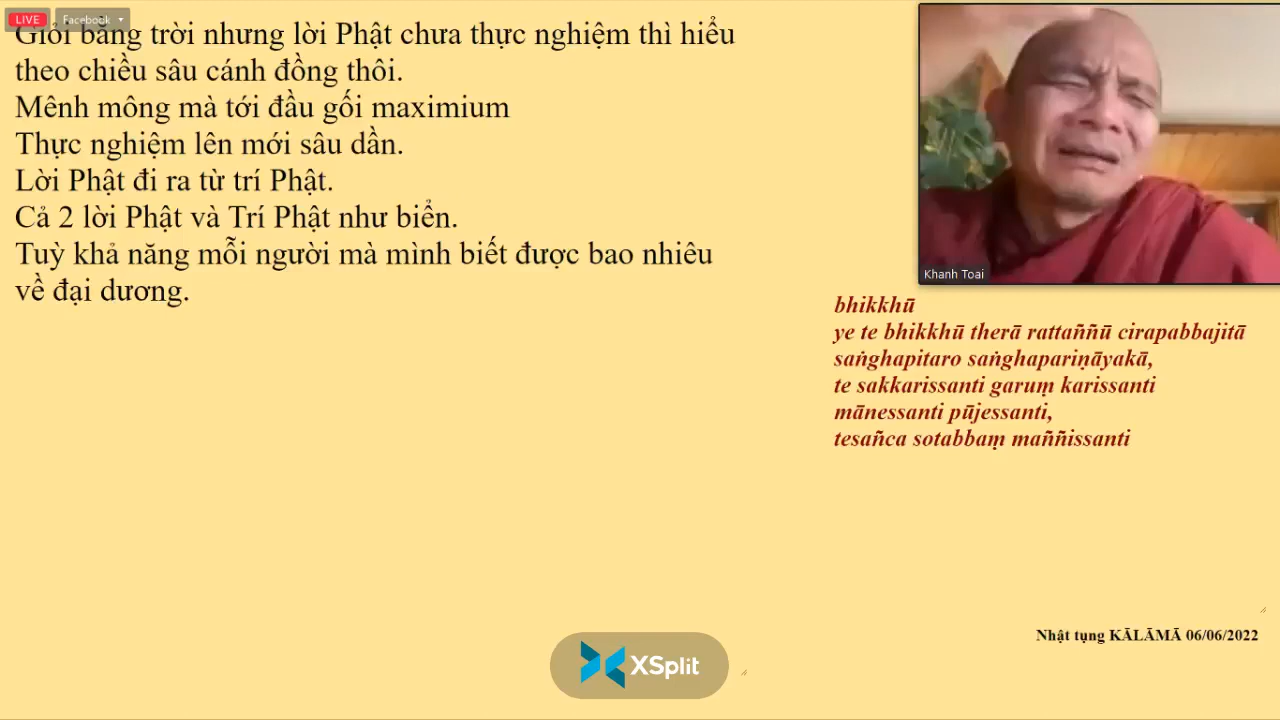 LIVE
Facebook
Giỏi bằng trời nhưng lời Phật chưa thực nghiệm thì hiểu
theo chiều sâu cánh đồng thôi.
Mênh mông mà tới đầu gối maximium
Thực nghiệm lên mới sâu dần.
Lời Phật đi ra từ trí Phật.
Cả 2 lời Phật và Trí Phật như biển.
Tuỳ khả năng mỗi người mà mình biết được bao nhiêu
về đại dương.
Khanh Toai
bhikkhū
ye te bhikkhū therā rattaññū cirapabbajitā
saṅghapitaro saṅghapariṇāyakā,
te sakkarissanti garuṃ karissanti
mānessanti pūjessanti,
tesañca sotabbaṃ maññissanti
Nhật tụng KĀLĀMĀ 06/06/2022
XSplit